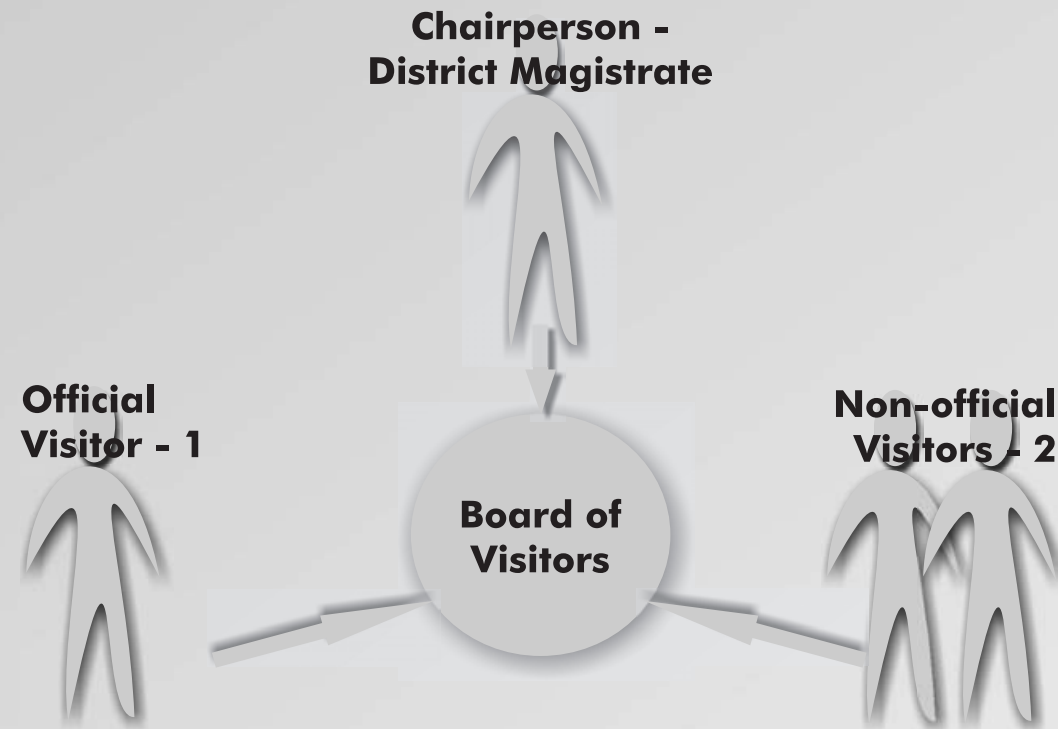 Chairperson -
District Magistrate
Official
Visitor - 1
Non-official
Visitors - 2
Board of
Visitors